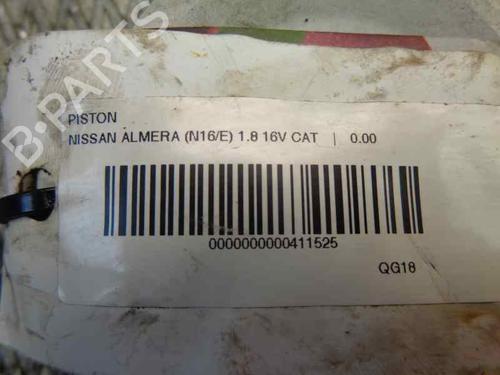 B-PARTS
PISTON
NISSAN ALMERA (N16/E) 1.8 16V CAT | 0.00
0000000000411525
QG18